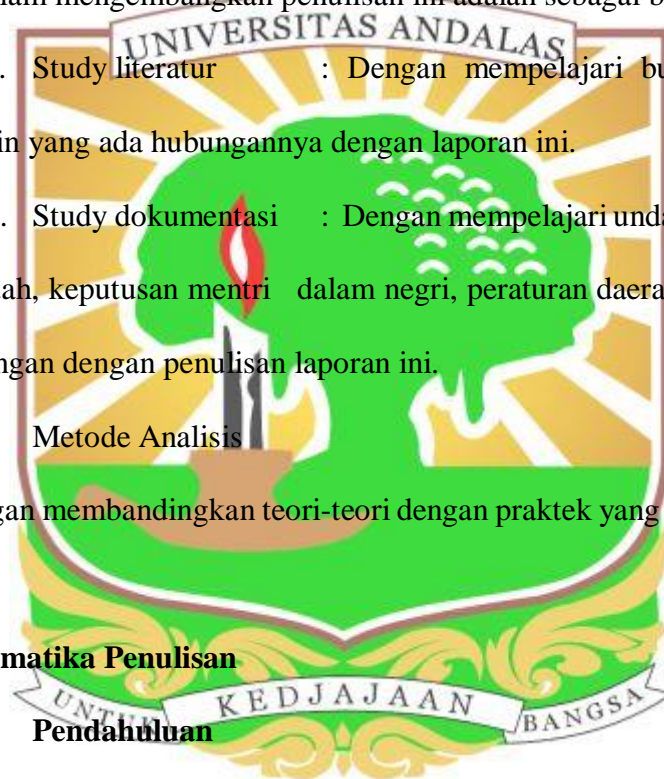 dalam mengembangkan penulisan ini adalah sebagai b
UNIVERSITAS ANDALAS
. Study literatur : Dengan mempelajari bu
in yang ada hubungannya dengan laporan ini.
. Study dokumentasi : Dengan mempelajari unda
ah, keputusan mentri dalam negri, peraturan daera
ngan dengan penulisan laporan ini.
Metode Analisis
gan membandingkan teori-teori dengan praktek yang
matika Penulisan
UNTUK KEDJAJAAN BANGSA
Pendahuluan